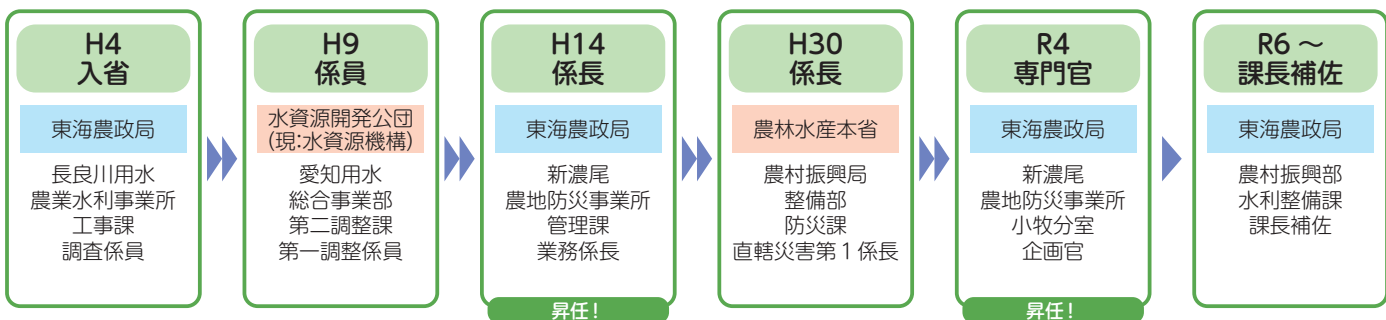 H4
入省
東海農政局
長良川用水
農業水利事業所
工事課
調査係員
H9
係員
水資源開発公団
(現:水資源機構)
愛知用水
総合事業部
第二調整課
第一調整係員
H14
係長
東海農政局
新濃尾
農地防災事業所
管理課
業務係長
昇任!
H30
係長
農林水産本省
農村振興局
整備部
防災課
直轄災害第1係長
R4
専門官
東海農政局
新濃尾
農地防災事業所
小牧分室
企画官
昇任!
R6 ～
課長補佐
東海農政局
農村振興部
水利整備課
課長補佐